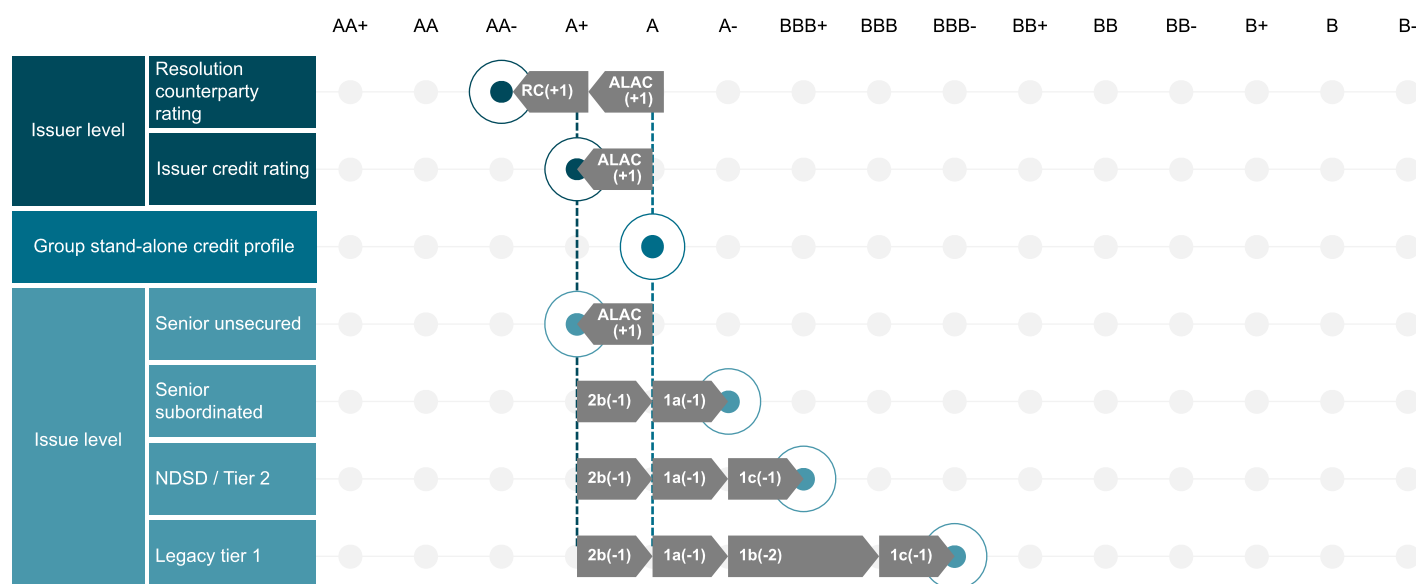 AA+ AA AA- A+ A A- BBB+ BBB BBB- BB+ BB BB- B+ B B-
Issuer level
Resolution
counterparty
rating
RC(+1)
ALAC
(+1)
Issuer credit rating
ALAC
(+1)
Group stand-alone credit profile
Issue level
Senior unsecured
ALAC
(+1)
Senior
subordinated
2b(-1) 1a(-1)
NDSD / Tier 2
2b(-1) 1a(-1) 1c(-1)
Legacy tier 1
2b(-1) 1a(-1) 1b(-2) 1c(-1)